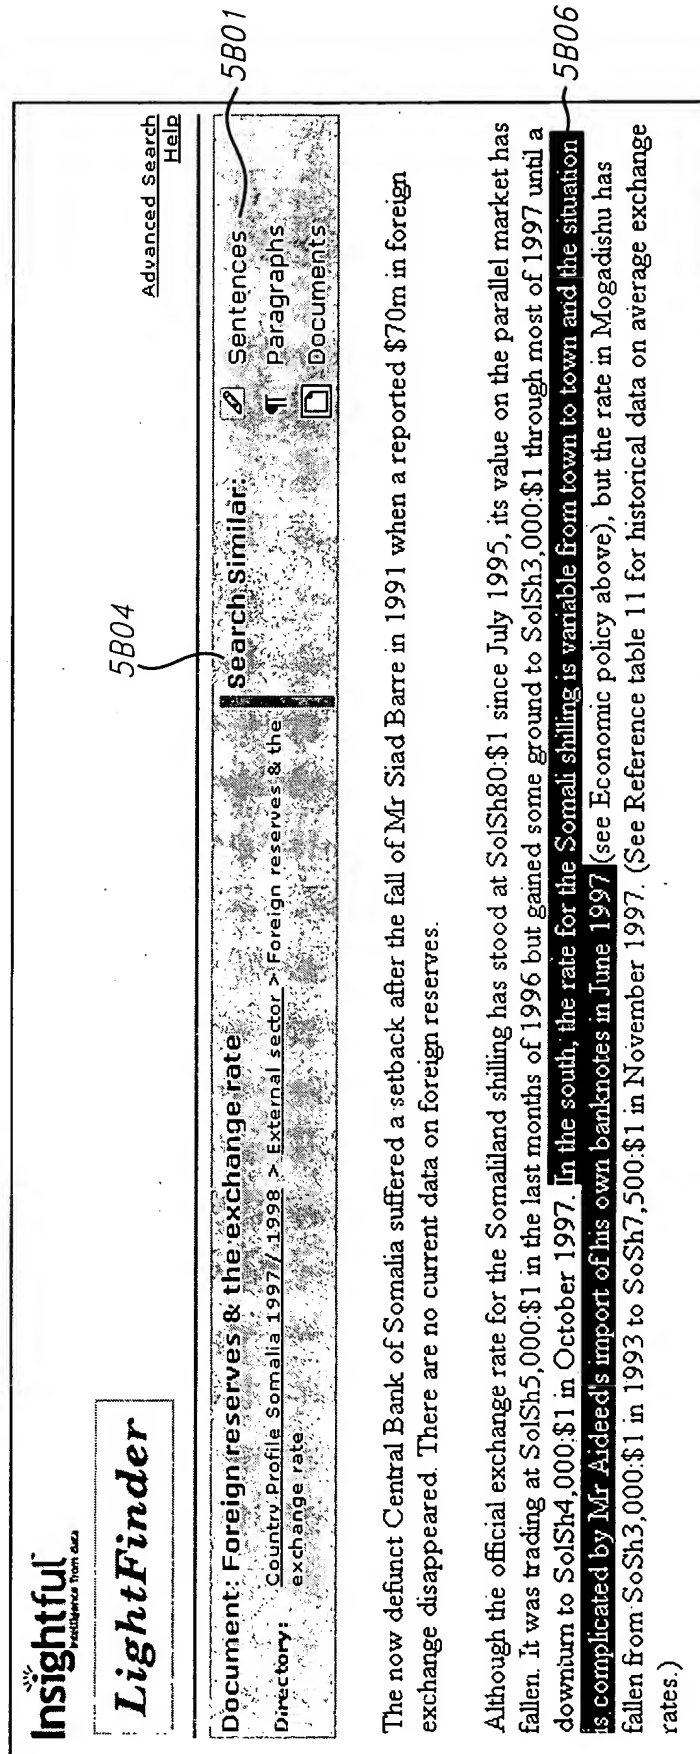 Insightful
intelligence from data
LightFinder
Advanced Search
Help
Document: Foreign reserves & the exchange rate
Directory: Country Profile Somalia 1997 / 1998 > External sector > Foreign reserves & the
exchange rate
Search Similar:
Sentences
¶ Paragraphs
Documents
5B04
5B01
The now defunct Central Bank of Somalia suffered a setback after the fall of Mr Siad Barre in 1991 when a reported $70m in foreign
exchange disappeared. There are no current data on foreign reserves.
Although the official exchange rate for the Somaliland shilling has stood at SolSh80:$1 since July 1995, its value on the parallel market has
fallen. It was trading at SolSh5,000:$1 in the last months of 1996 but gained some ground to SolSh3,000:$1 through most of 1997 until a
downturn to SolSh4,000:$1 in October 1997. In the south, the rate for the Somali shilling is variable from town to town and the situation
is complicated by Mr Aideed's import of his own banknotes in June 1997 (see Economic policy above), but the rate in Mogadishu has
fallen from SoSh3,000:$1 in 1993 to SoSh7,500:$1 in November 1997. (See Reference table 11 for historical data on average exchange
rates.)
5B06